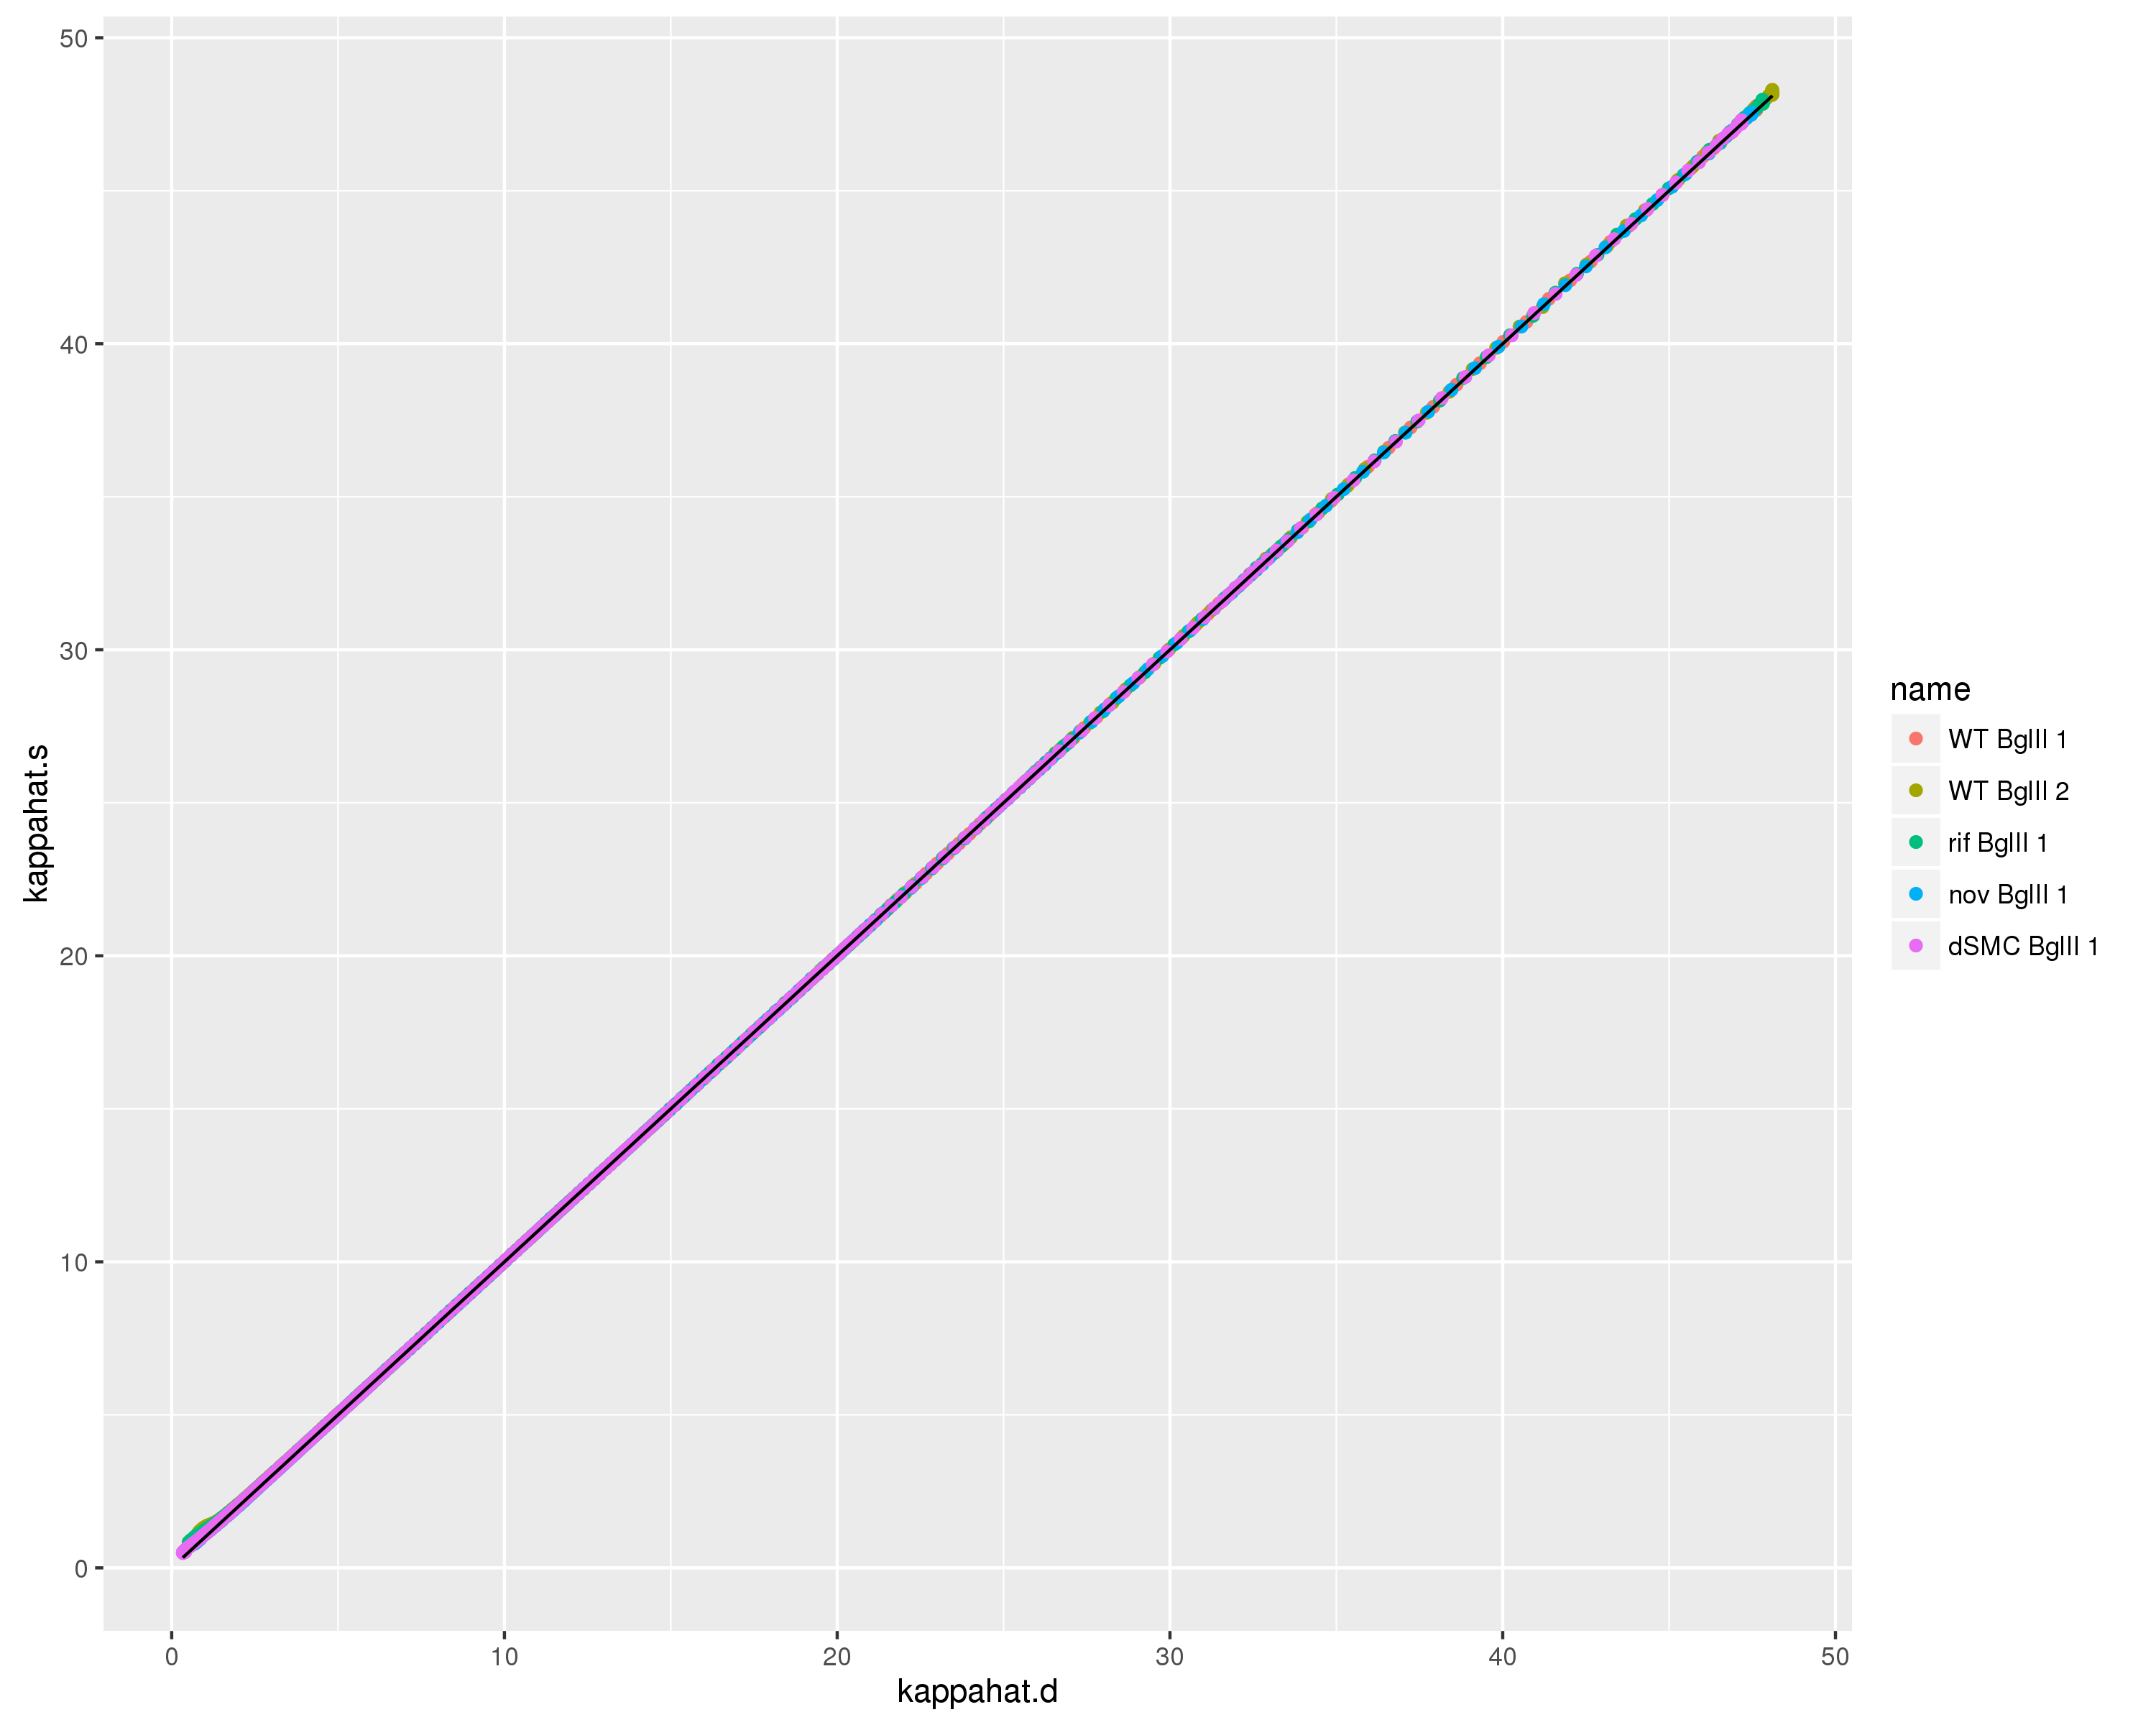 50
40
30
20
10
0
kappahat.s
0 10 20 30 40 50
kappahat.d
name
WT BglII 1
WT BglII 2
rif BglII 1
nov BglII 1
dSMC BglII 1